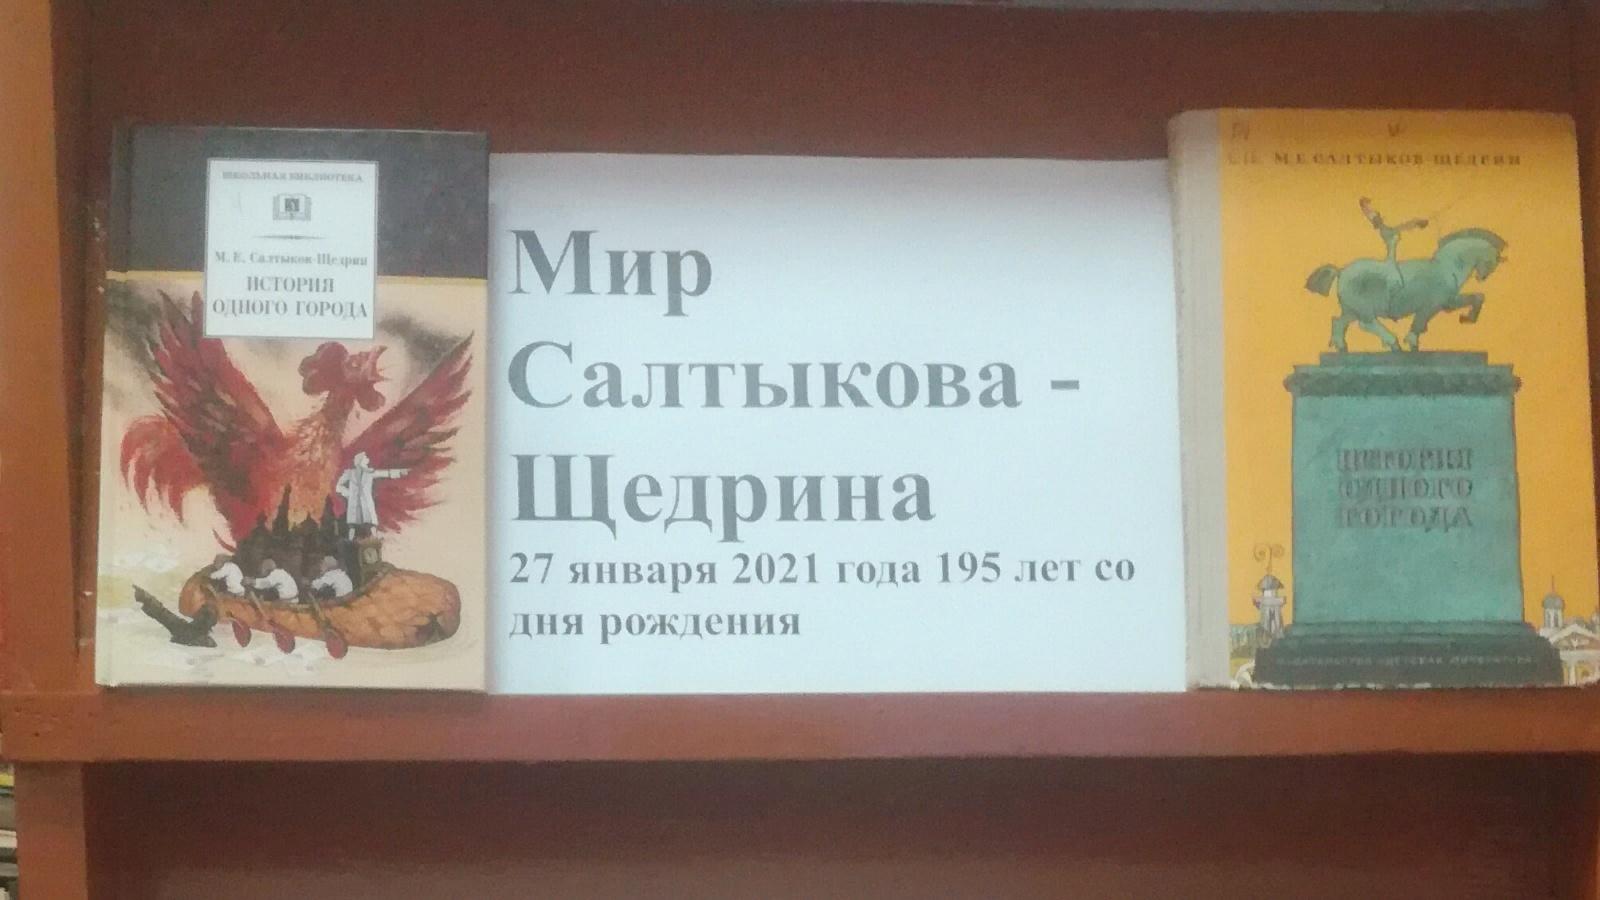 ШКОЛЬНАЯ БИБЛИОТЕКА
М. Е. Салтыков-Щедрин
ИСТОРИЯ
ОДНОГО ГОРОДА
Мир
Салтыкова -
Щедрина
27 января 2021 года 195 лет со
дня рождения
М.Е.САЛТЫКОВ-ЩЕДРИН
ИСТОРИЯ
ОДНОГО
ГОРОДА
ИЗДАТЕЛЬСТВО ДЕТСКАЯ ЛИТЕРАТУРА